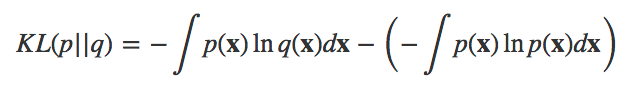 KL(p||q) = − ∫ p(𝐱) ln q(𝐱)d𝐱 − (− ∫ p(𝐱) ln p(𝐱)d𝐱)